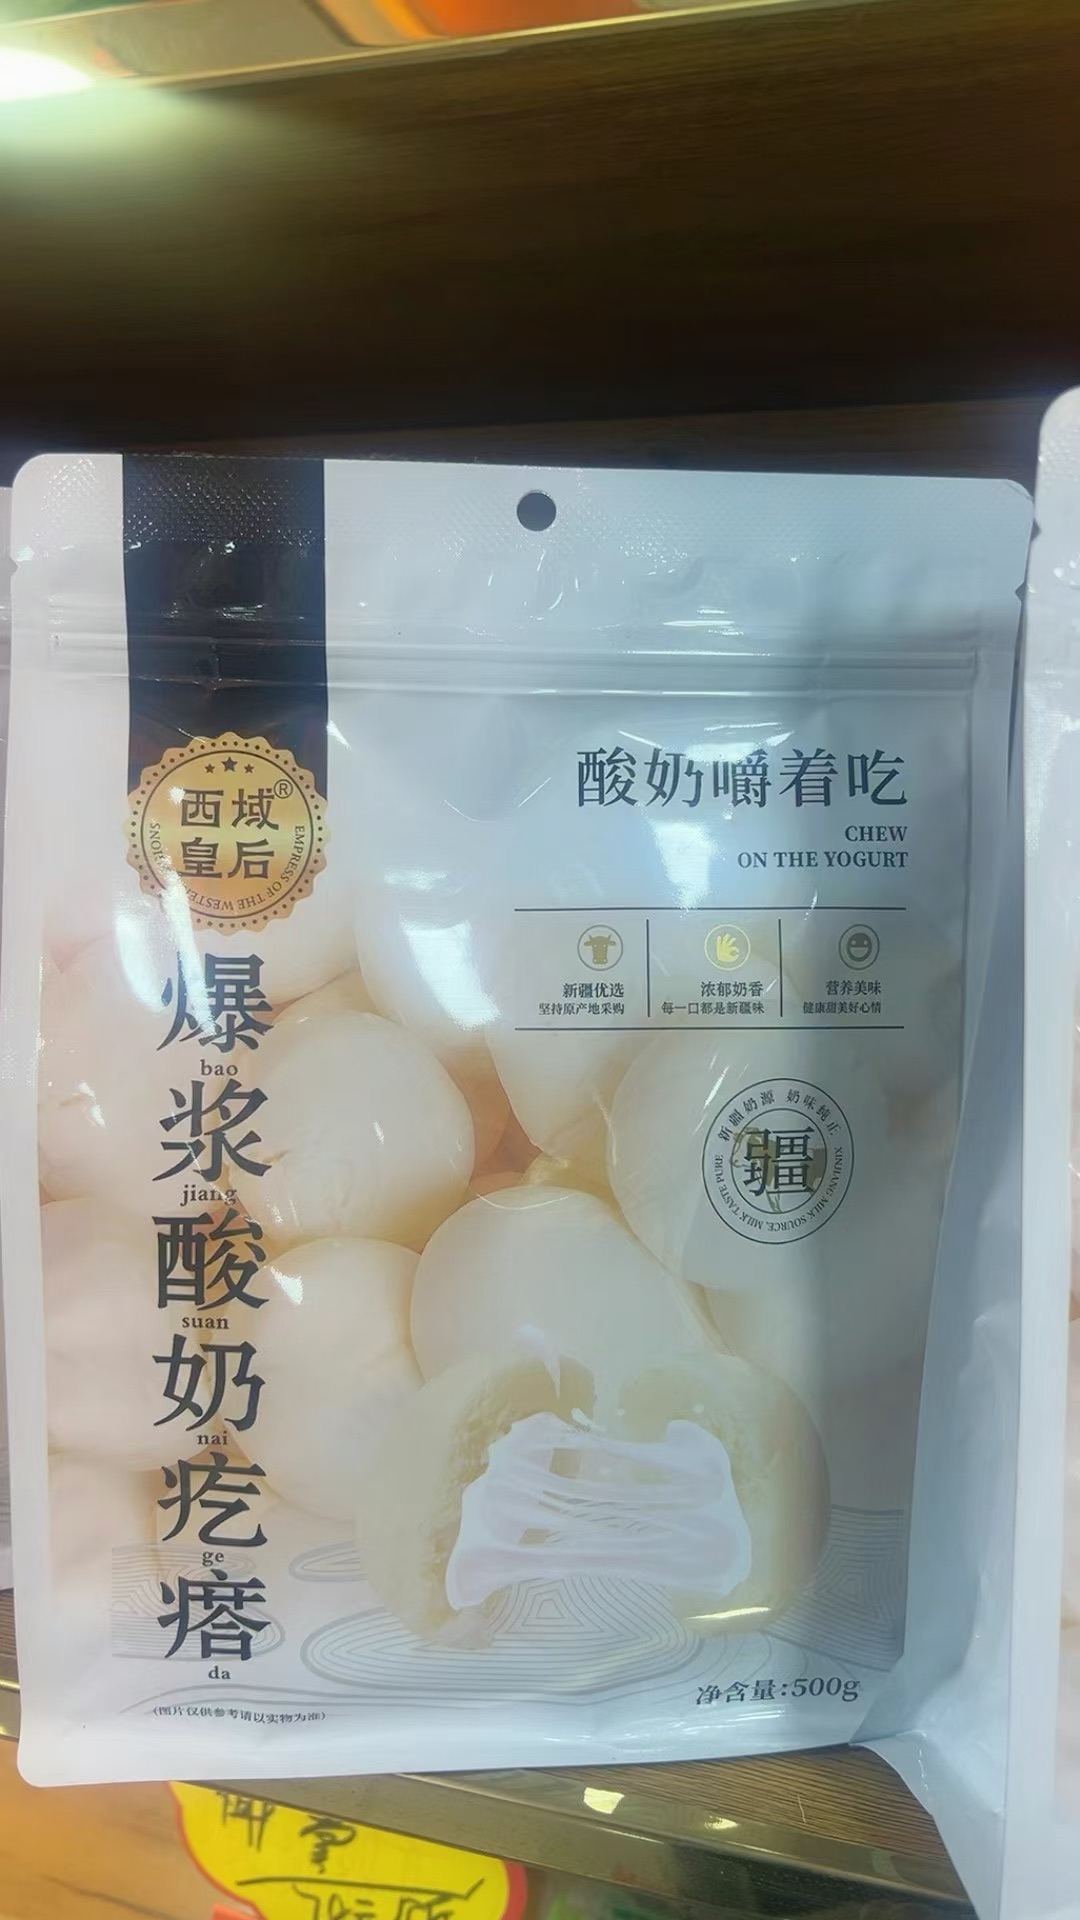 西域®
皇后
酸奶嚼着吃
CHEW
ON THE YOGURT
新疆优选
坚持原产地采购
浓郁奶香
每一口都是新疆味
营养美味
健康甜美好心情
新疆奶源 奶味纯正
疆
XINJIANG MILK SOURCE, MILK TASTE PURE
爆
bao
浆
jiang
酸
suan
奶
nai
疙
ge
瘩
da
净含量:500g
(图片仅供参考请以实物为准)